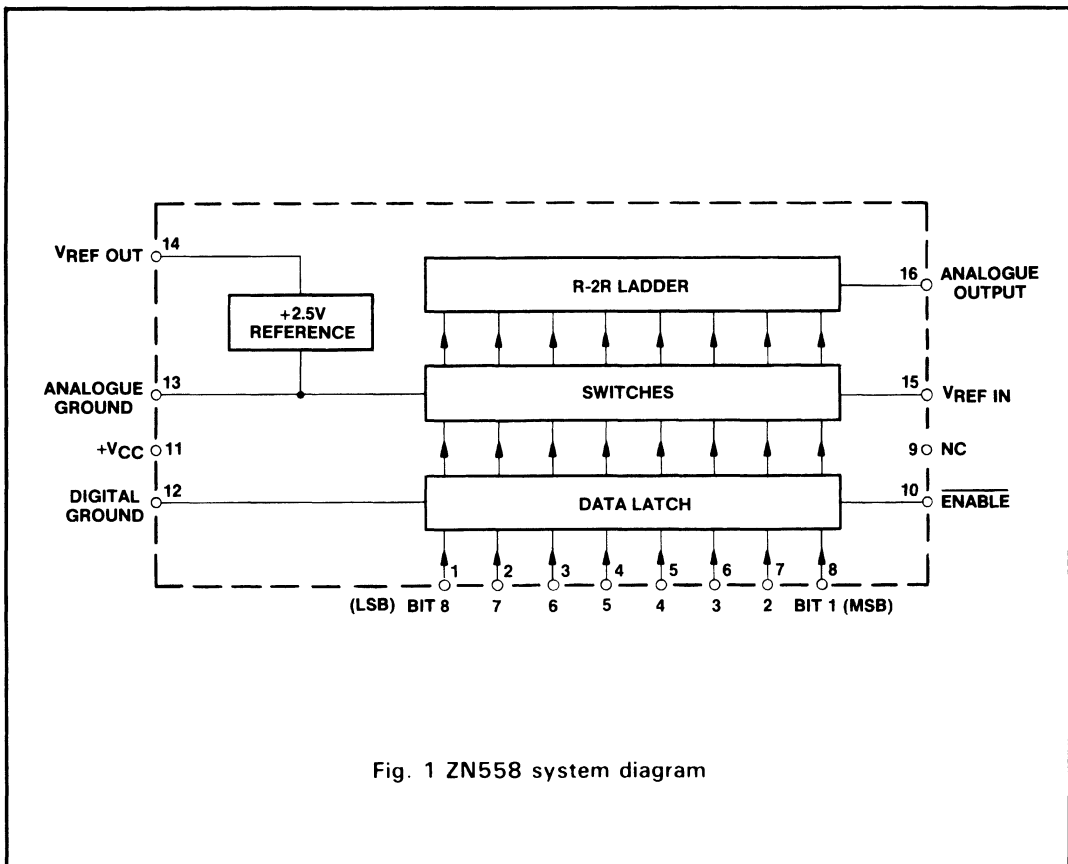 14
VREF OUT
+2.5V
REFERENCE
R-2R LADDER
16
ANALOGUE
OUTPUT
13
ANALOGUE
GROUND
SWITCHES
15
VREF IN
+VCC
11
9
NC
12
DIGITAL
GROUND
DATA LATCH
10
ENABLE
1 2 3 4 5 6 7 8
(LSB) BIT 8 7 6 5 4 3 2 BIT 1 (MSB)
Fig. 1 ZN558 system diagram